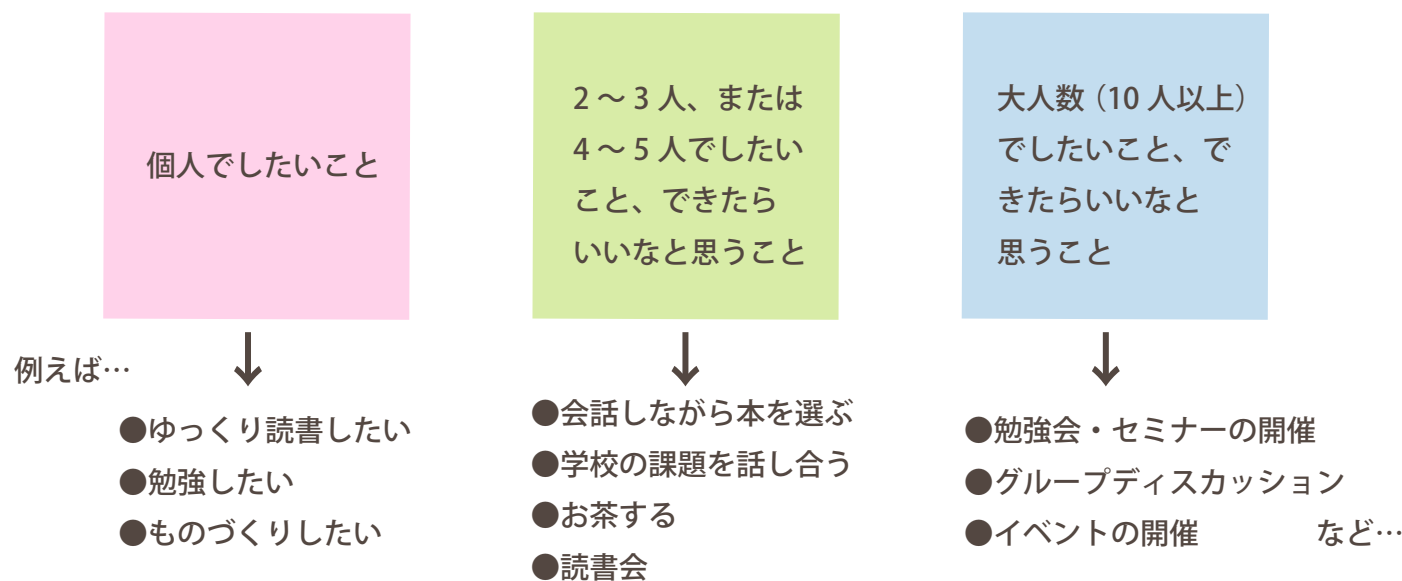 個人でしたいこと
2～3人、または
4～5人でしたい
こと、できたら
いいなと思うこと
大人数（10人以上）
でしたいこと、で
きたらいいなと
思うこと
例えば…
●ゆっくり読書したい
●勉強したい
●ものづくりしたい
●会話しながら本を選ぶ
●学校の課題を話し合う
●お茶する
●読書会
●勉強会・セミナーの開催
●グループディスカッション
●イベントの開催　　　　など…